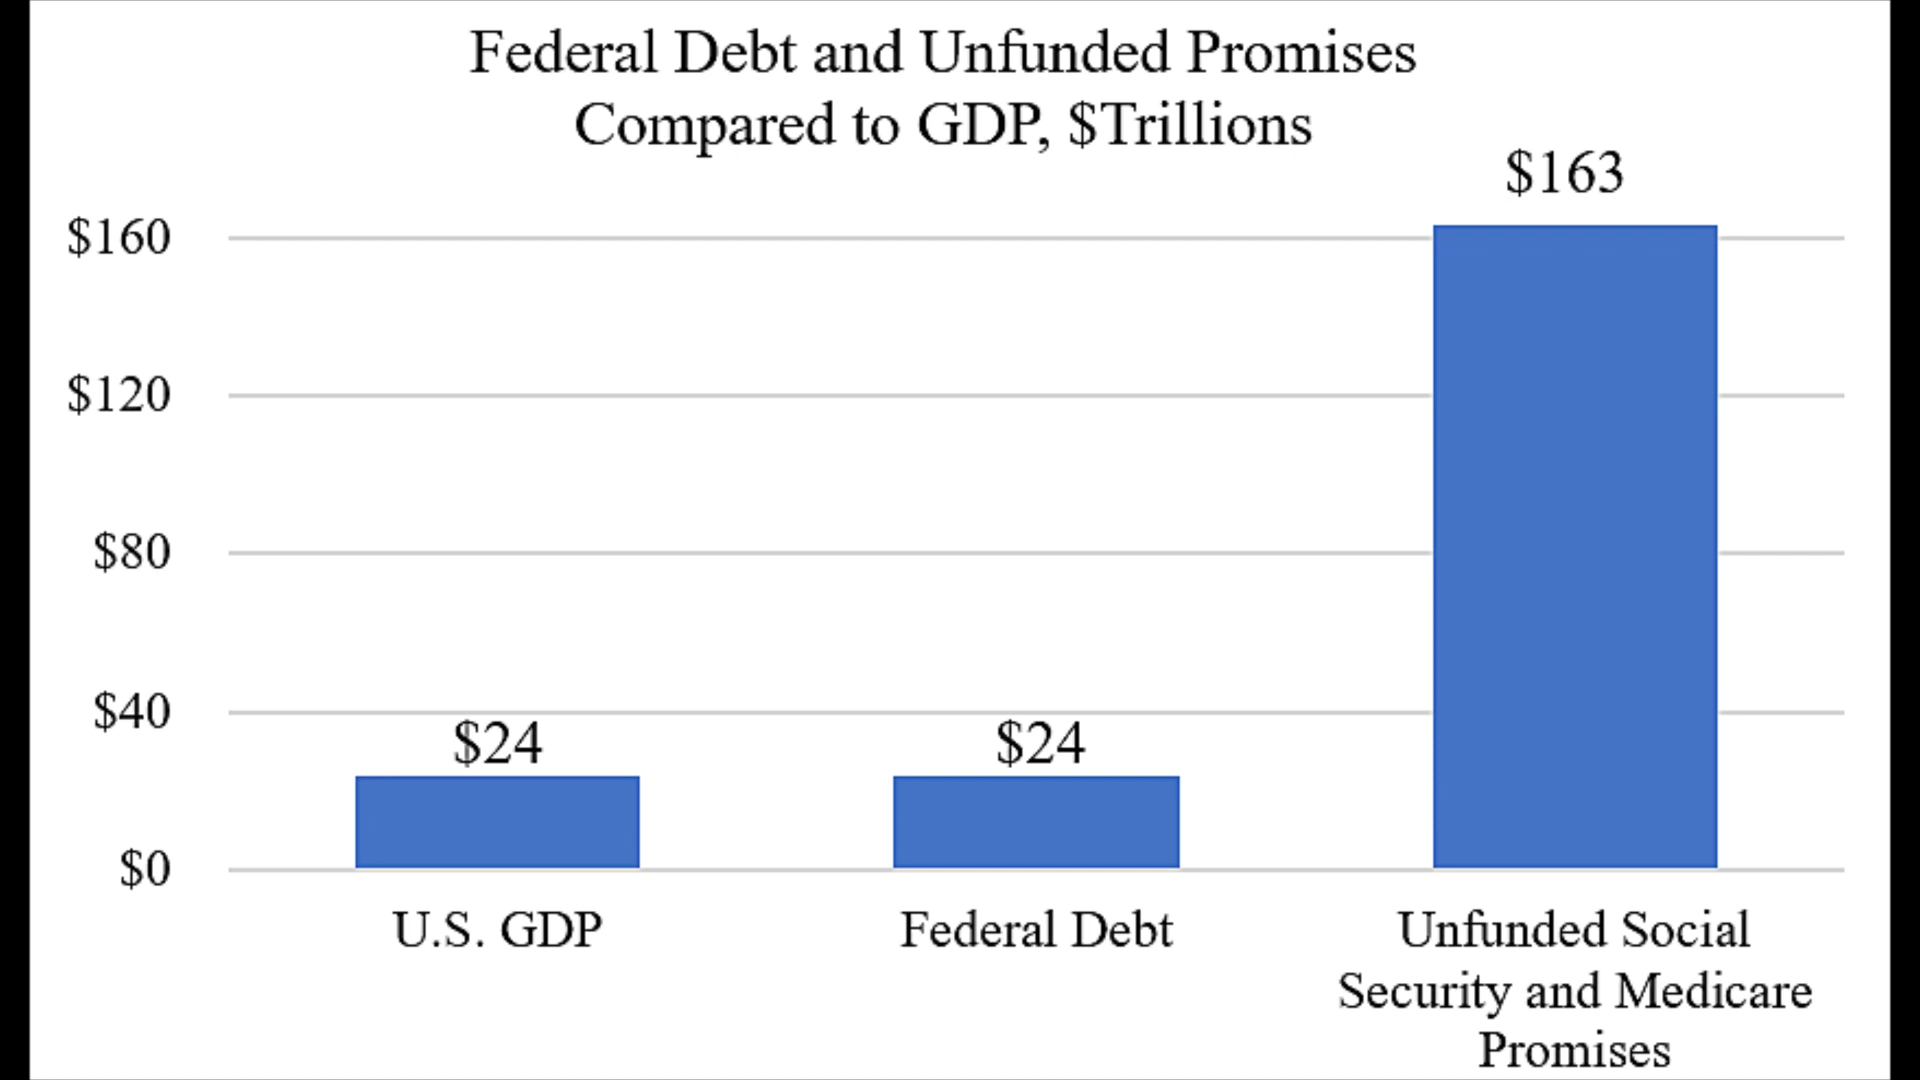 Federal Debt and Unfunded Promises
Compared to GDP, $Trillions
$163
$160
$120
$80
$40
$24
$24
$0
U.S. GDP
Federal Debt
Unfunded Social
Security and Medicare
Promises